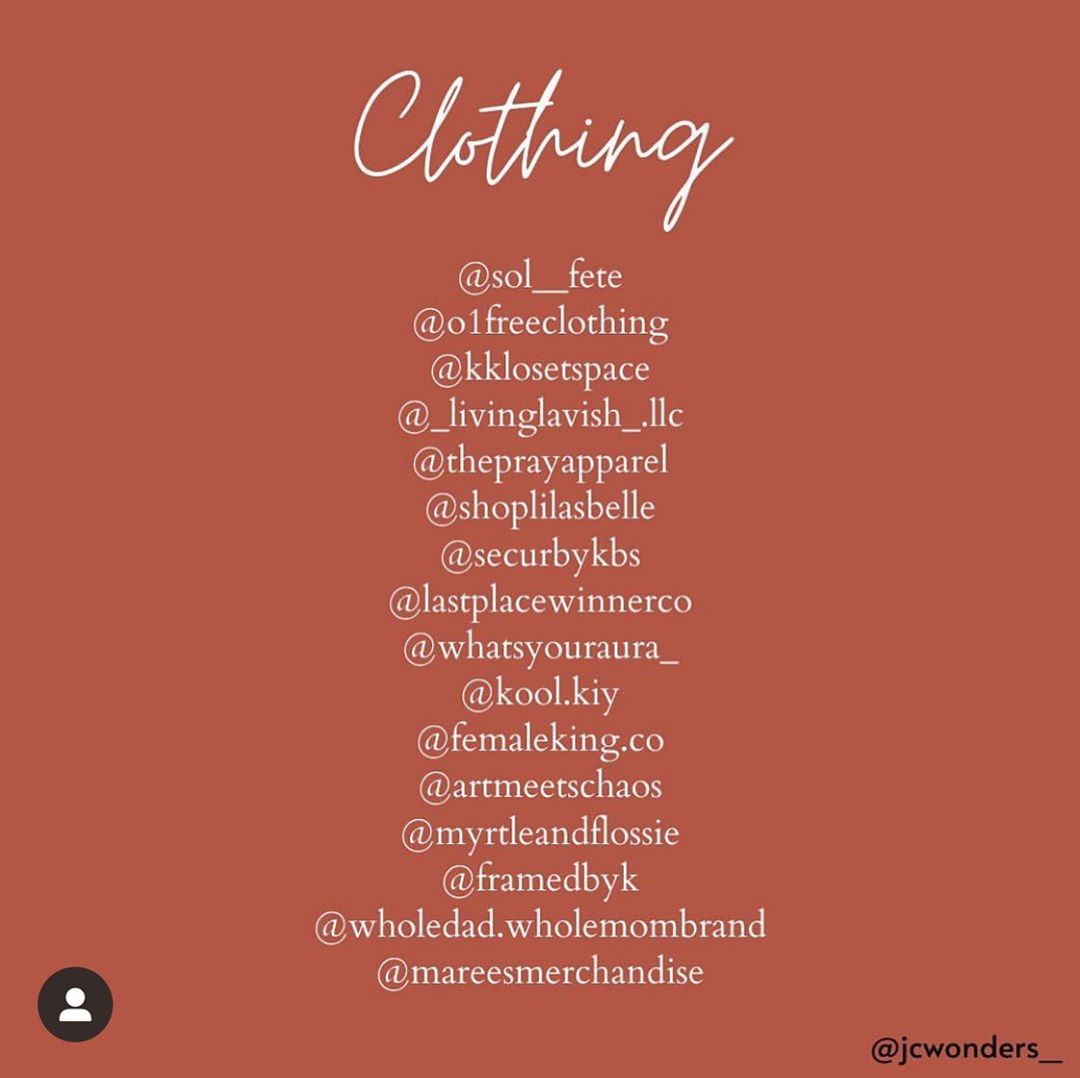 Clothing
@sol__fete
@o1freeclothing
@kklosetspace
@_livinglavish_.llc
@theprayapparel
@shoplilasbelle
@securbykbs
@lastplacewinnerco
@whatsyouraura_
@kool.kiy
@femaleking.co
@artmeetschaos
@myrtleandflossie
@framedbyk
@wholedad.wholemombrand
@mareesmerchandise
@jcwonders__